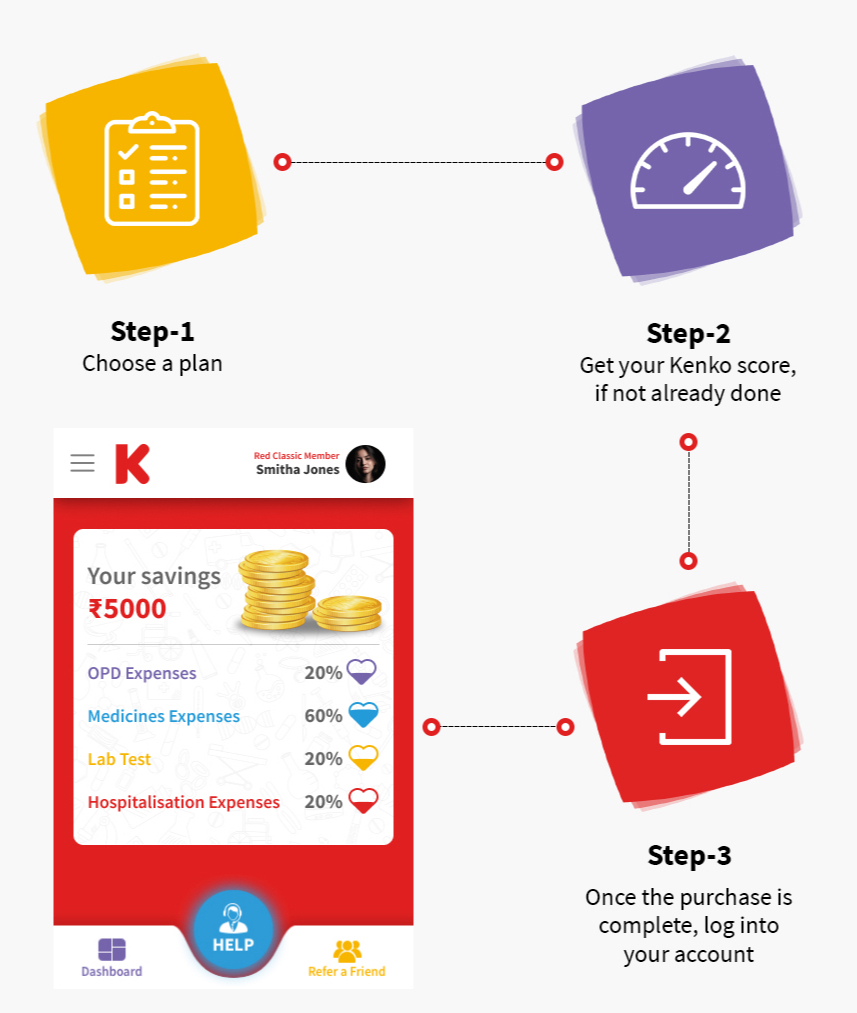 Step-1
Choose a plan
Step-2
Get your Kenko score,
if not already done
K
Red Classic Member
Smitha Jones
Your savings
₹5000
OPD Expenses 20%
Medicines Expenses 60%
Lab Test 20%
Hospitalisation Expenses 20%
HELP
Dashboard
Refer a Friend
Step-3
Once the purchase is
complete, log into
your account